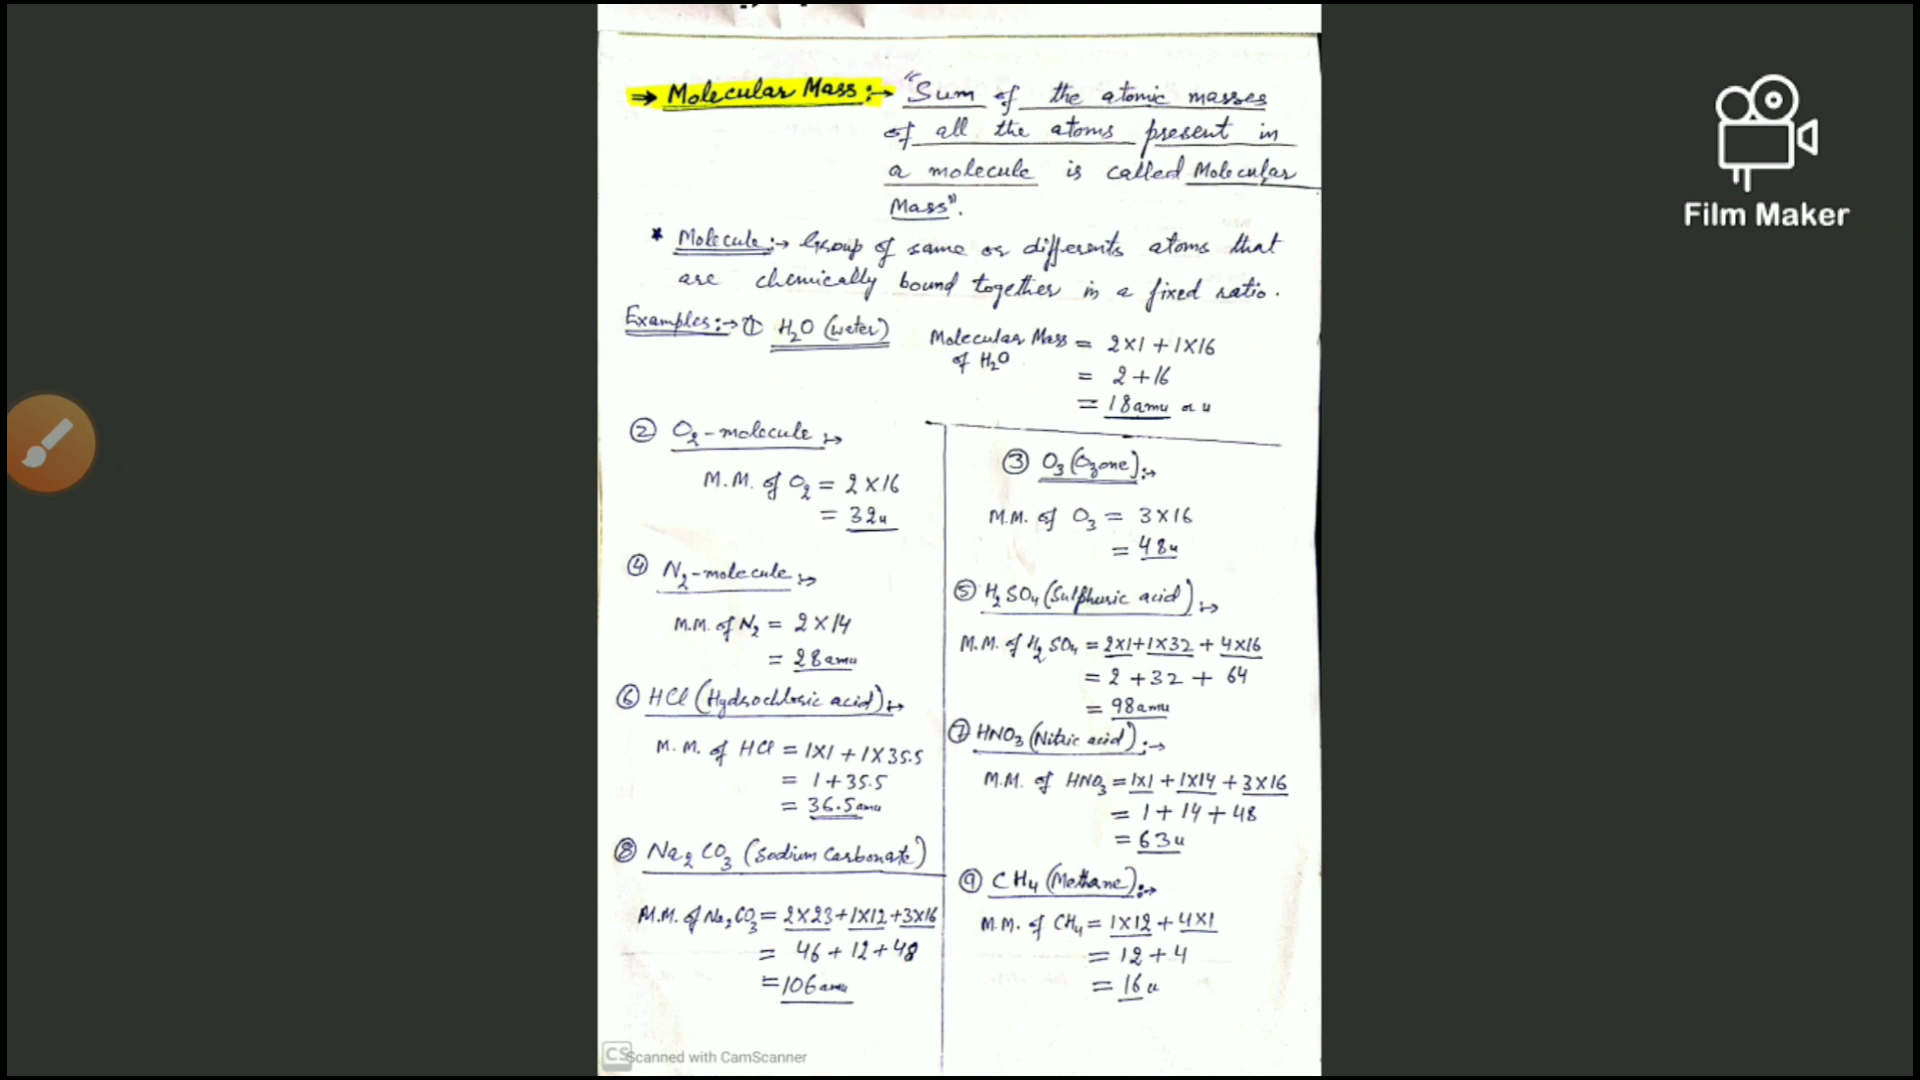 ⇒ Molecular Mass :→ "Sum of the atomic masses
of all the atoms present in
a molecule is called Molecular
Mass".
* Molecule :→ Group of same or differents atoms that
are chemically bound together in a fixed ratio.
Examples :→ ① H₂O (water)
Molecular Mass = 2×1 + 1×16
of H₂O
= 2+16
= 18 amu or u
② O₂-molecule :→
M.M. of O₂ = 2×16
= 32u
③ O₃ (Ozone) :→
M.M. of O₃ = 3×16
= 48u
④ N₂-molecule :→
M.M. of N₂ = 2×14
= 28 amu
⑤ H₂SO₄ (Sulphuric acid) :→
M.M. of H₂SO₄ = 2×1+1×32 + 4×16
= 2 + 32 + 64
= 98 amu
⑥ HCl (Hydrochloric acid) :→
M.M. of HCl = 1×1 + 1×35.5
= 1+35.5
= 36.5 amu
⑦ HNO₃ (Nitric acid) :→
M.M. of HNO₃ = 1×1 + 1×14 + 3×16
= 1 + 14 + 48
= 63u
⑧ Na₂CO₃ (Sodium Carbonate)
M.M. of Na₂CO₃ = 2×23+1×12+3×16
= 46 + 12 + 48
= 106 amu
⑨ CH₄ (Methane) :→
M.M. of CH₄ = 1×12 + 4×1
= 12 + 4
= 16 u
CS Scanned with CamScanner
Film Maker